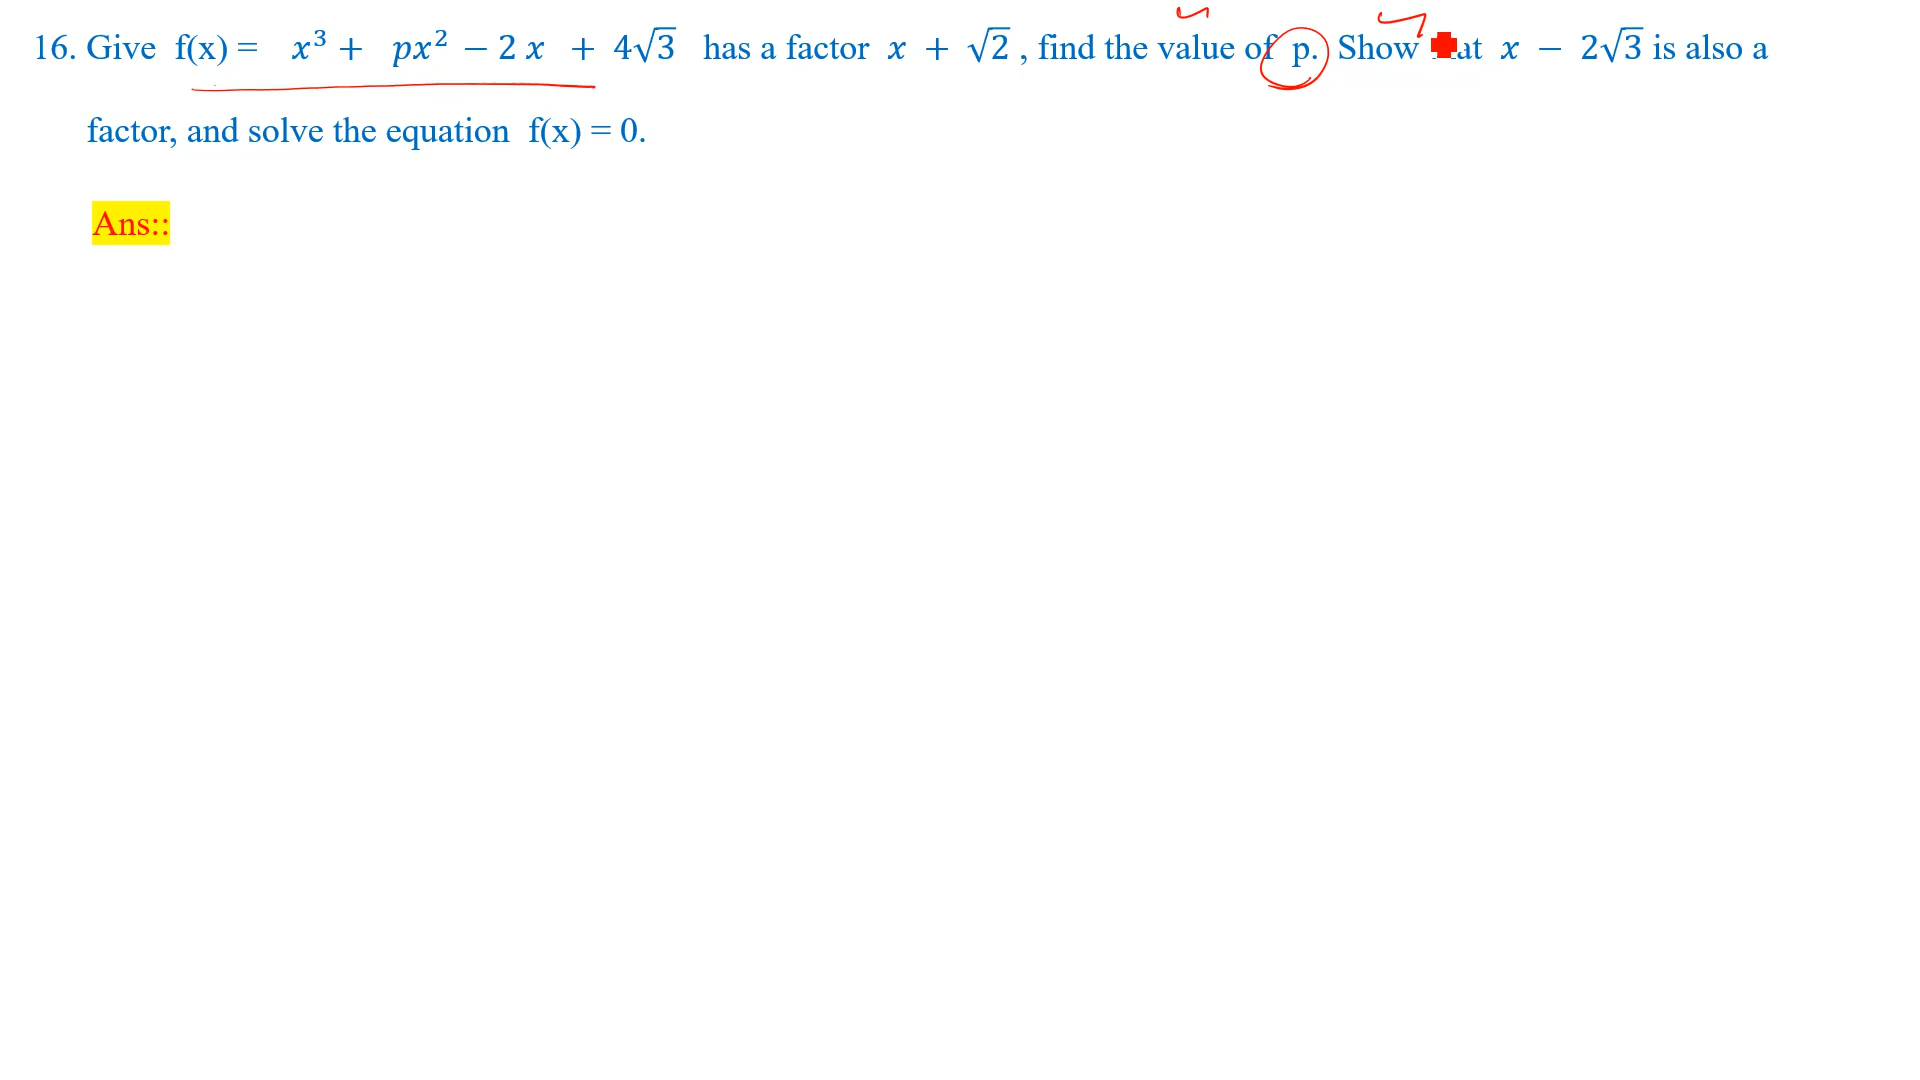 16. Give f(x) = x³ + px² − 2x + 4√3 has a factor x + √2 , find the value of p. Show at x − 2√3 is also a
factor, and solve the equation f(x) = 0.
Ans::